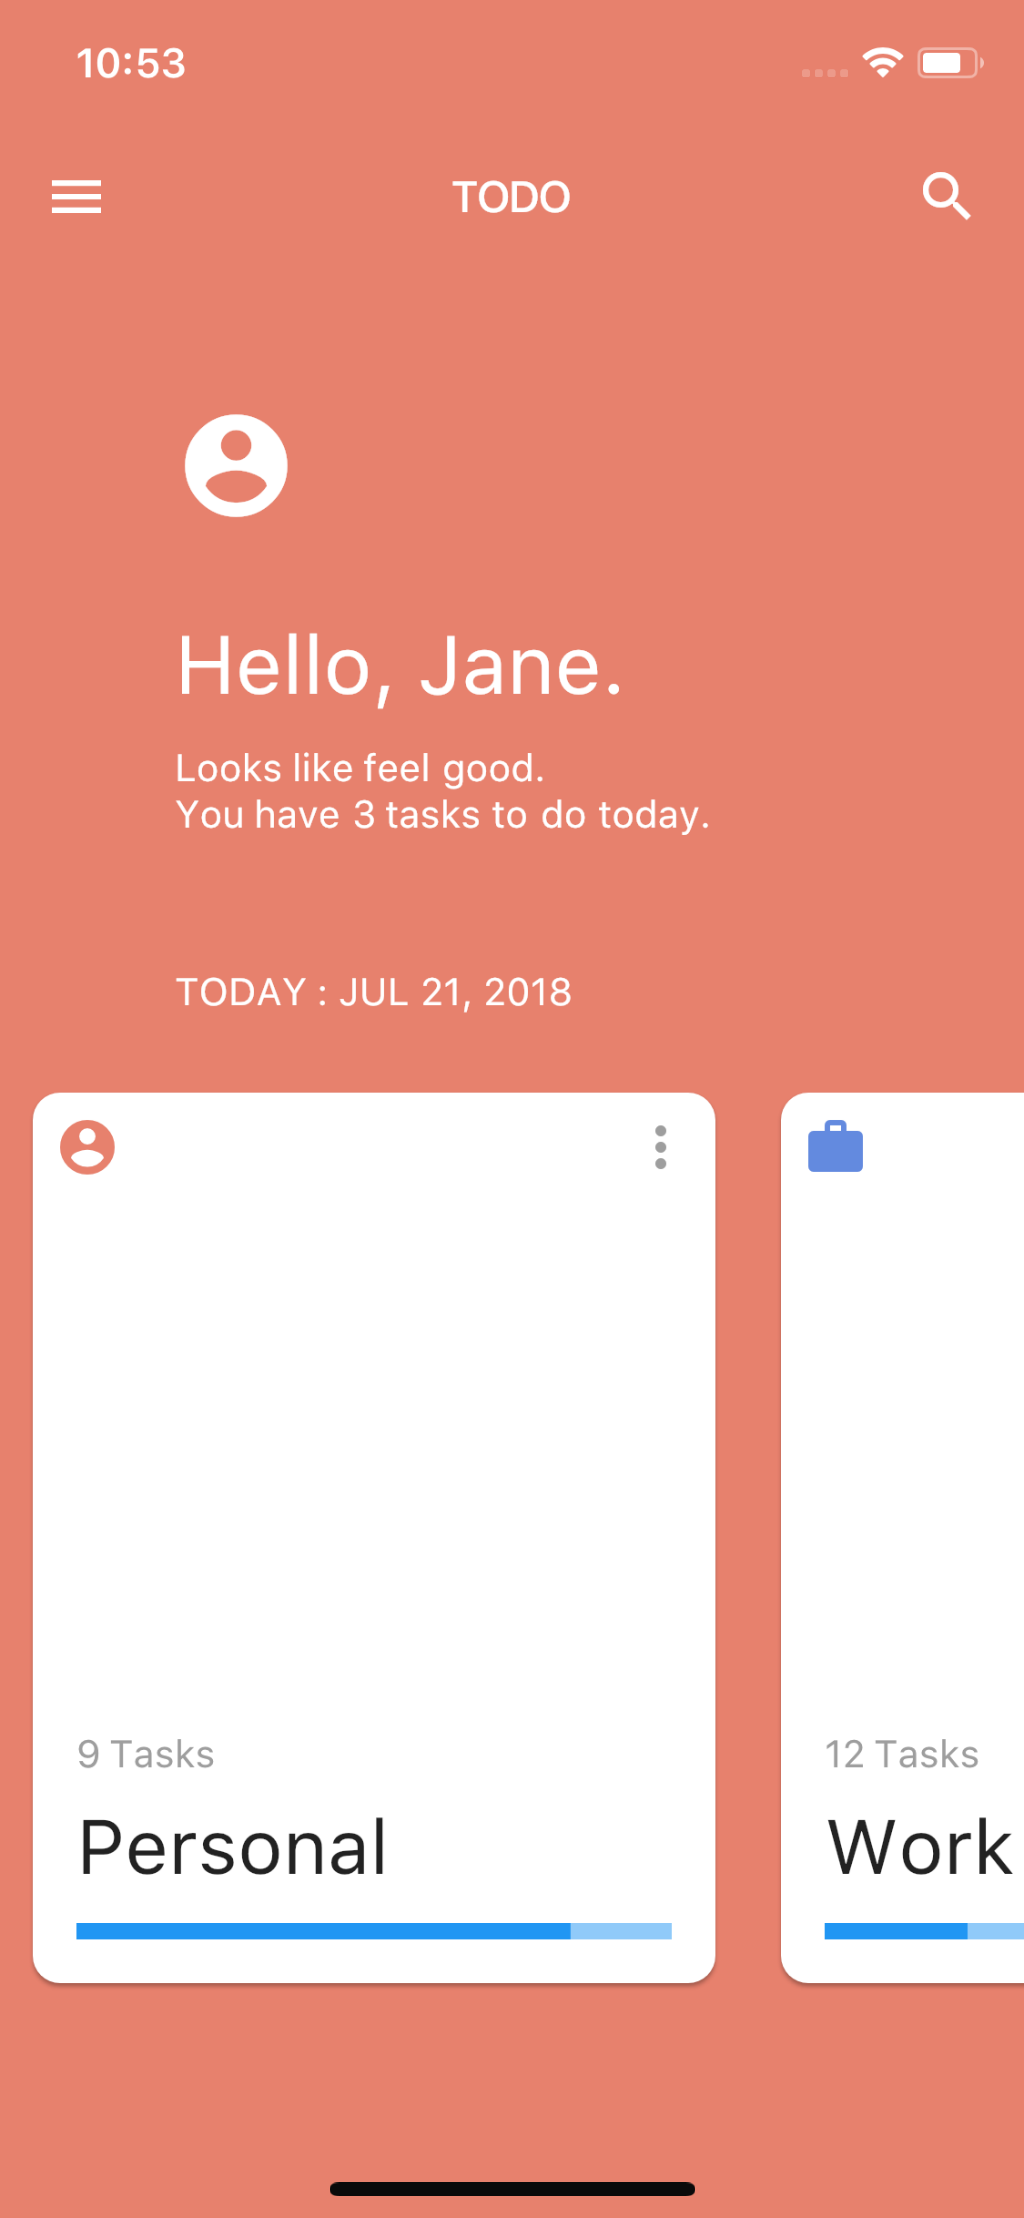 10:53
TODO
Hello, Jane.
Looks like feel good.
You have 3 tasks to do today.
TODAY : JUL 21, 2018
9 Tasks
Personal
12 Tasks
Work